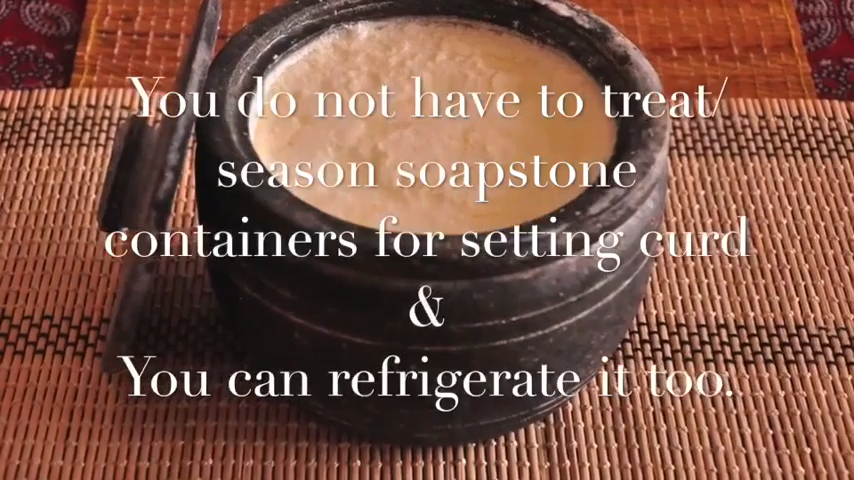 You do not have to treat/
season soapstone
containers for setting curd
&
You can refrigerate it too.